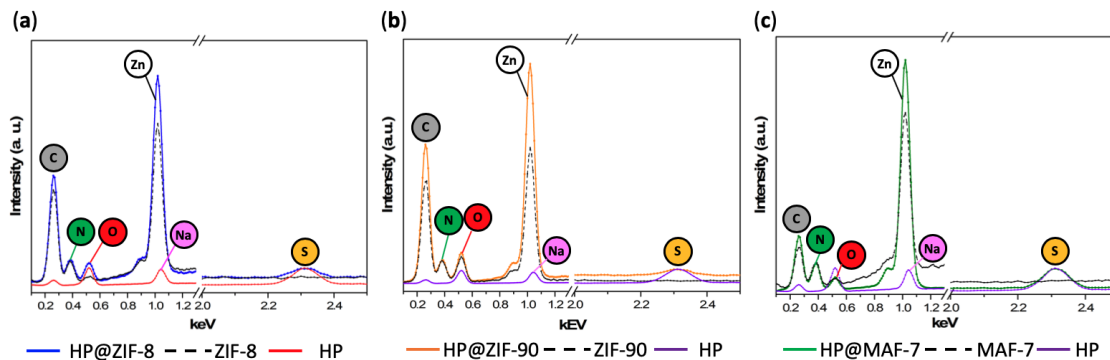 (a)
Intensity (a. u.)
C
N
O
Zn
Na
S
0.2 0.4 0.6 0.8 1.0 1.2 2.0 2.2 2.4
keV
HP@ZIF-8 ZIF-8 HP
(b)
Intensity (a. u.)
C
N
O
Zn
Na
S
0.2 0.4 0.6 0.8 1.0 1.2 2.0 2.2 2.4
kEV
HP@ZIF-90 ZIF-90 HP
(c)
Intensity (a. u.)
C
N
O
Zn
Na
S
0.2 0.4 0.6 0.8 1.0 1.2 2.0 2.2 2.4
keV
HP@MAF-7 MAF-7 HP